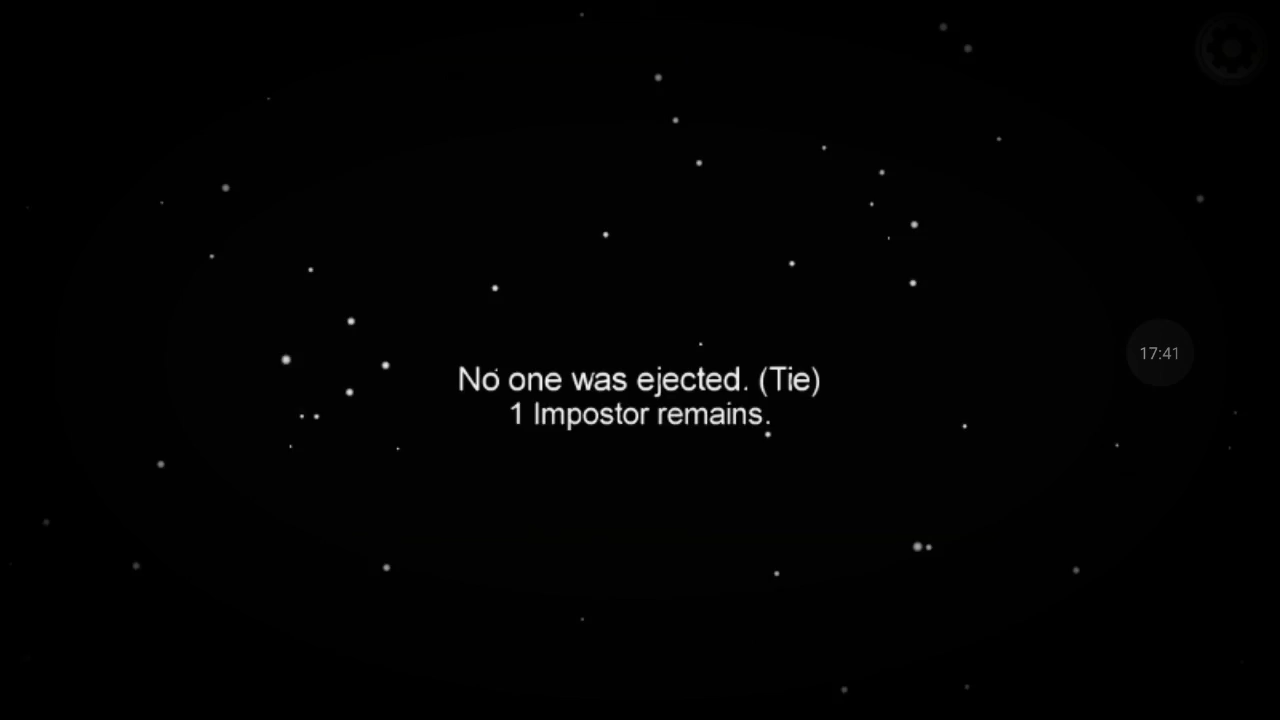 No one was ejected. (Tie)
1 Impostor remains.
17:41